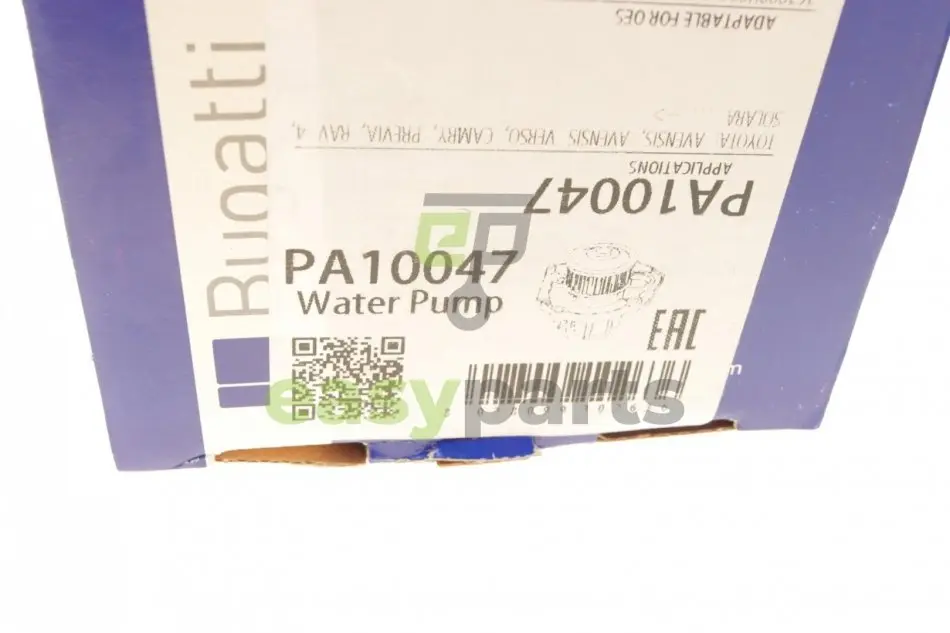 Bugatti
ADAPTABLE FOR OES
SOLARA
TOYOTA AVENSIS, AVENSIS VERSO, CAMRY, PREVIA, RAV 4,
APPLICATIONS
PA10047
PA10047
Water Pump
EAC
easyparts